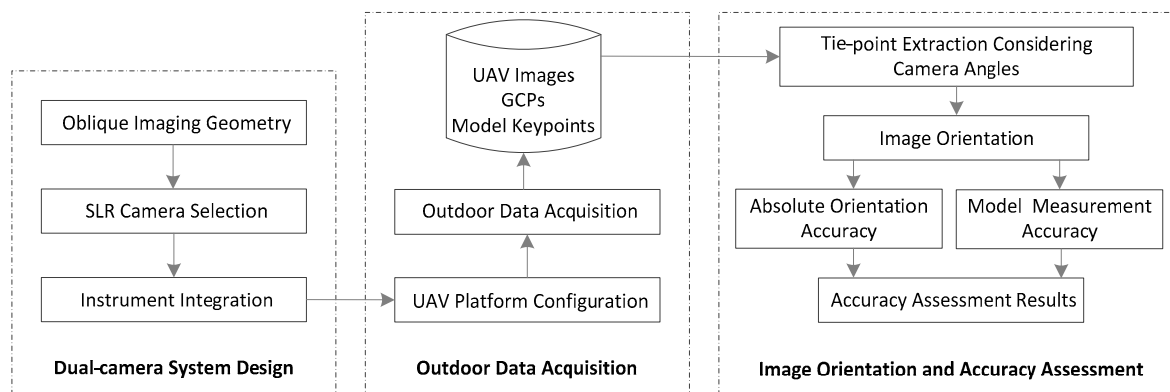 Oblique Imaging Geometry
SLR Camera Selection
Instrument Integration
Dual-camera System Design
UAV Images
GCPs
Model Keypoints
Outdoor Data Acquisition
UAV Platform Configuration
Outdoor Data Acquisition
Tie-point Extraction Considering
Camera Angles
Image Orientation
Absolute Orientation
Accuracy
Model Measurement
Accuracy
Accuracy Assessment Results
Image Orientation and Accuracy Assessment